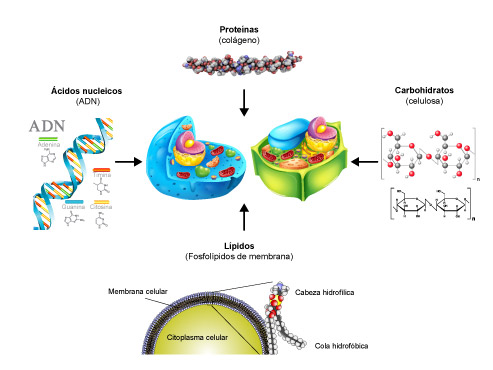 Proteínas
(colágeno)
Ácidos nucleicos
(ADN)
ADN
Adenina
Timina
Guanina
Citosina
Carbohidratos
(celulosa)
n
n
Lípidos
(Fosfolípidos de membrana)
Membrana celular
Cabeza hidrofílica
Citoplasma celular
Cola hidrofóbica